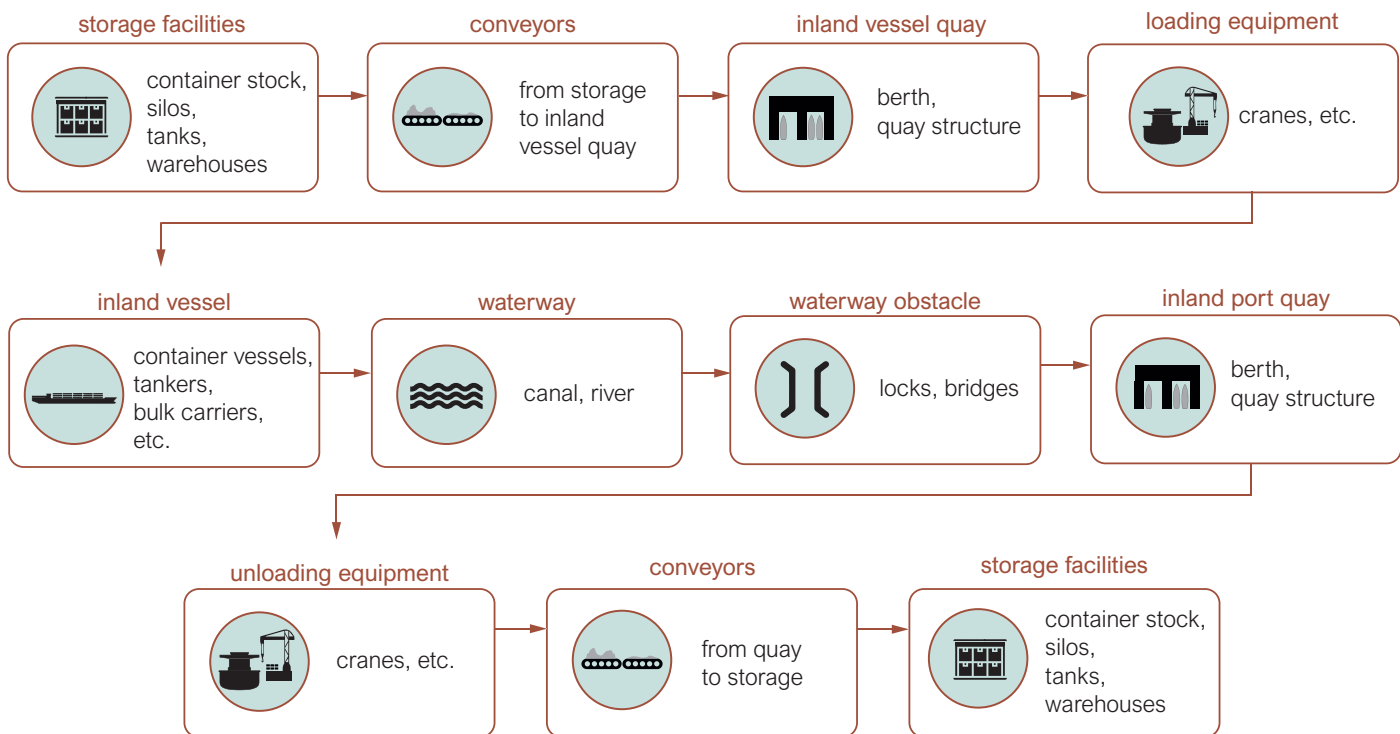 storage facilities
container stock,
silos,
tanks,
warehouses
conveyors
from storage
to inland
vessel quay
inland vessel quay
berth,
quay structure
loading equipment
cranes, etc.
inland vessel
container vessels,
tankers,
bulk carriers,
etc.
waterway
canal, river
waterway obstacle
locks, bridges
inland port quay
berth,
quay structure
unloading equipment
cranes, etc.
conveyors
from quay
to storage
storage facilities
container stock,
silos,
tanks,
warehouses